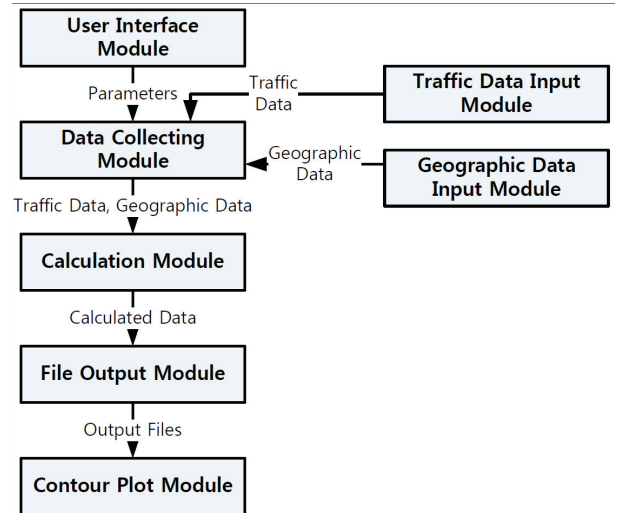 User Interface
Module
Parameters
Traffic
Data
Traffic Data Input
Module
Data Collecting
Module
Geographic
Data
Geographic Data
Input Module
Traffic Data, Geographic Data
Calculation Module
Calculated Data
File Output Module
Output Files
Contour Plot Module